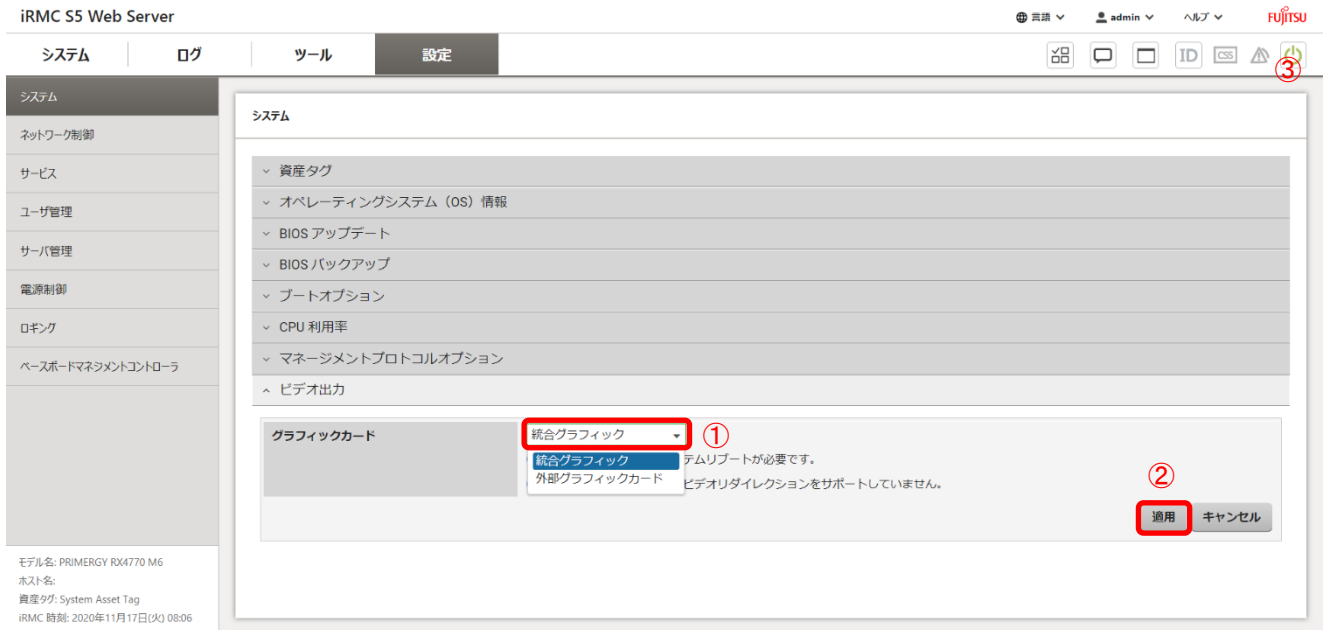 iRMC S5 Web Server
言語
admin
ヘルプ
FUJITSU
システム
ログ
ツール
設定
ID
CSS
③
システム
ネットワーク制御
サービス
ユーザ管理
サーバ管理
電源制御
ロギング
ベースボードマネジメントコントローラ
システム
資産タグ
オペレーティングシステム（OS）情報
BIOS アップデート
BIOS バックアップ
ブートオプション
CPU 利用率
マネージメントプロトコルオプション
ビデオ出力
グラフィックカード
統合グラフィック
①
統合グラフィック
テムリブートが必要です。
外部グラフィックカード
ビデオリダイレクションをサポートしていません。
②
適用
キャンセル
モデル名: PRIMERGY RX4770 M6
ホスト名:
資産タグ: System Asset Tag
iRMC 時刻: 2020年11月17日(火) 08:06